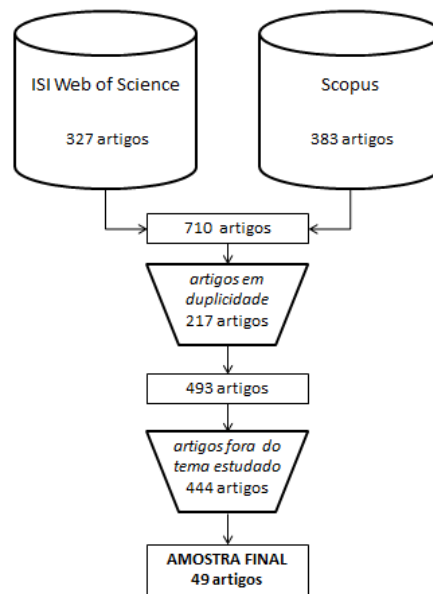 ISI Web of Science
327 artigos
Scopus
383 artigos
710 artigos
artigos em
duplicidade
217 artigos
493 artigos
artigos fora do
tema estudado
444 artigos
AMOSTRA FINAL
49 artigos